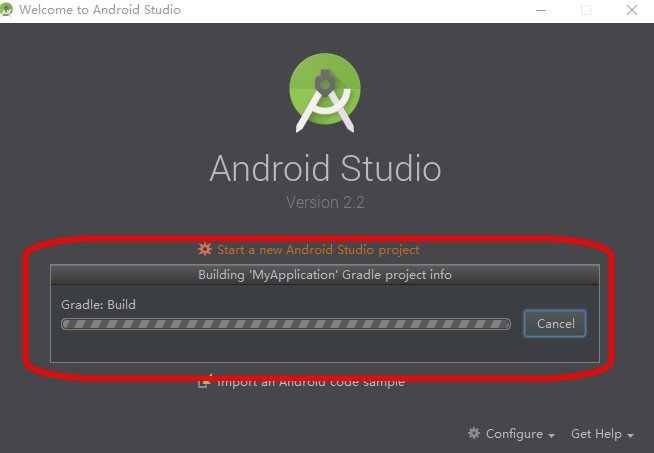 Welcome to Android Studio
Android Studio
Version 2.2
Start a new Android Studio project
Building 'MyApplication' Gradle project info
Gradle: Build
Cancel
Import an Android code sample
Configure
Get Help